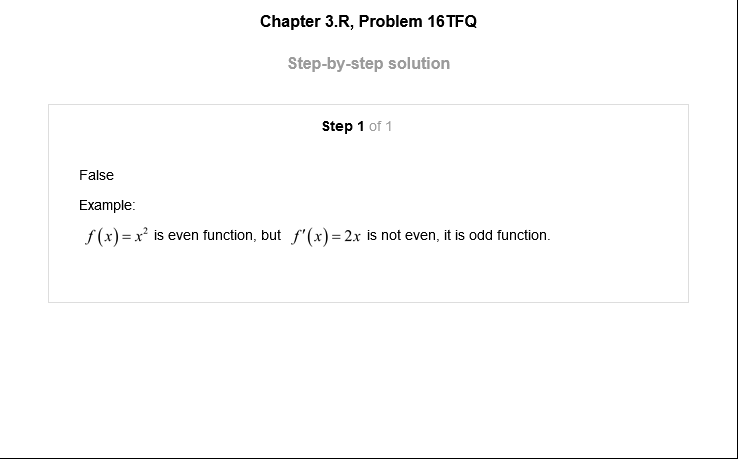 Chapter 3.R, Problem 16TFQ
Step-by-step solution
Step 1 of 1
False
Example:
f(x)=x² is even function, but f'(x)=2x is not even, it is odd function.